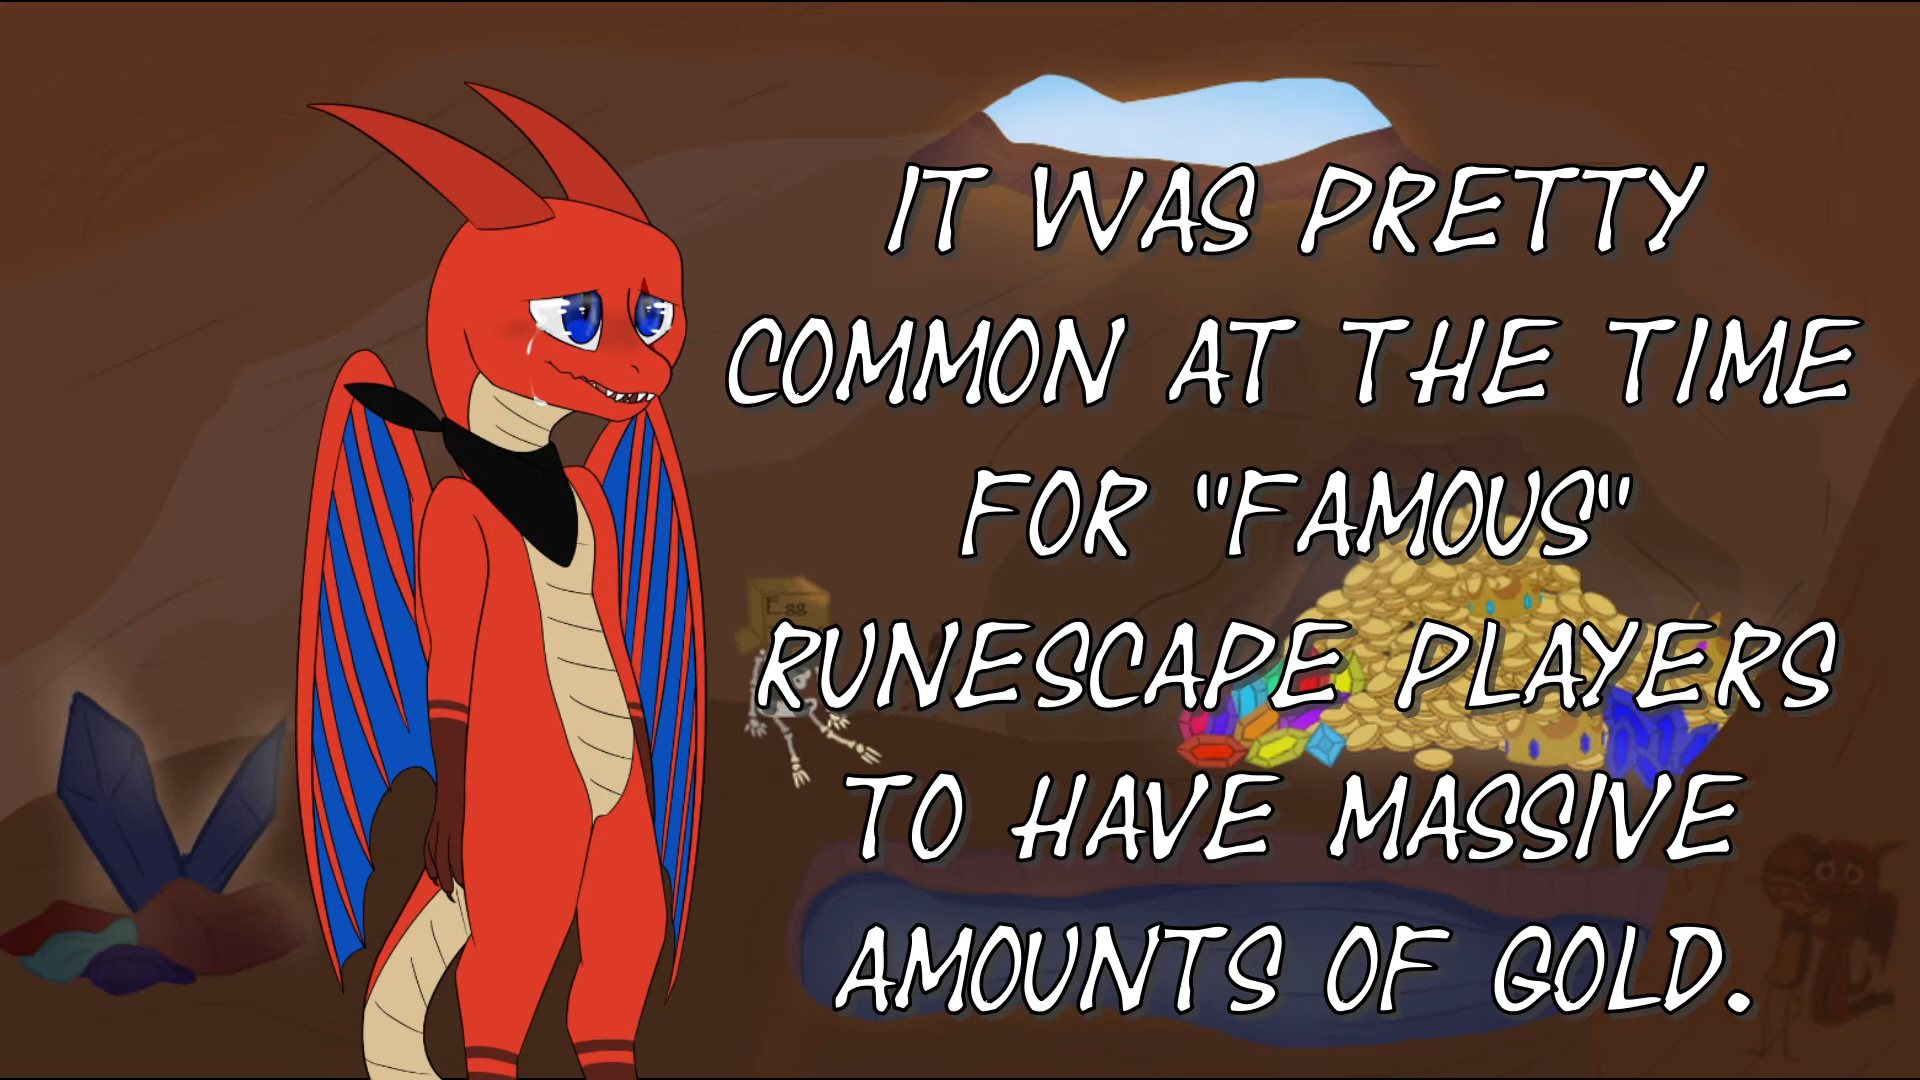 IT WAS PRETTY
COMMON AT THE TIME
FOR "FAMOUS"
Egg
RUNESCAPE PLAYERS
TO HAVE MASSIVE
AMOUNTS OF GOLD.